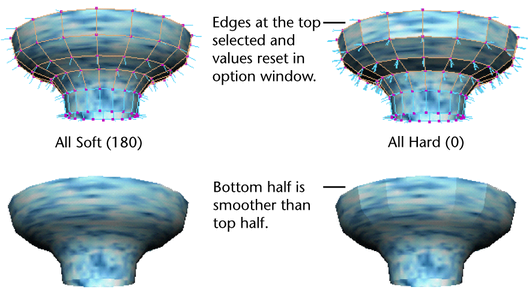 Edges at the top
selected and
values reset in
option window.
All Soft (180)
All Hard (0)
Bottom half is
smoother than
top half.